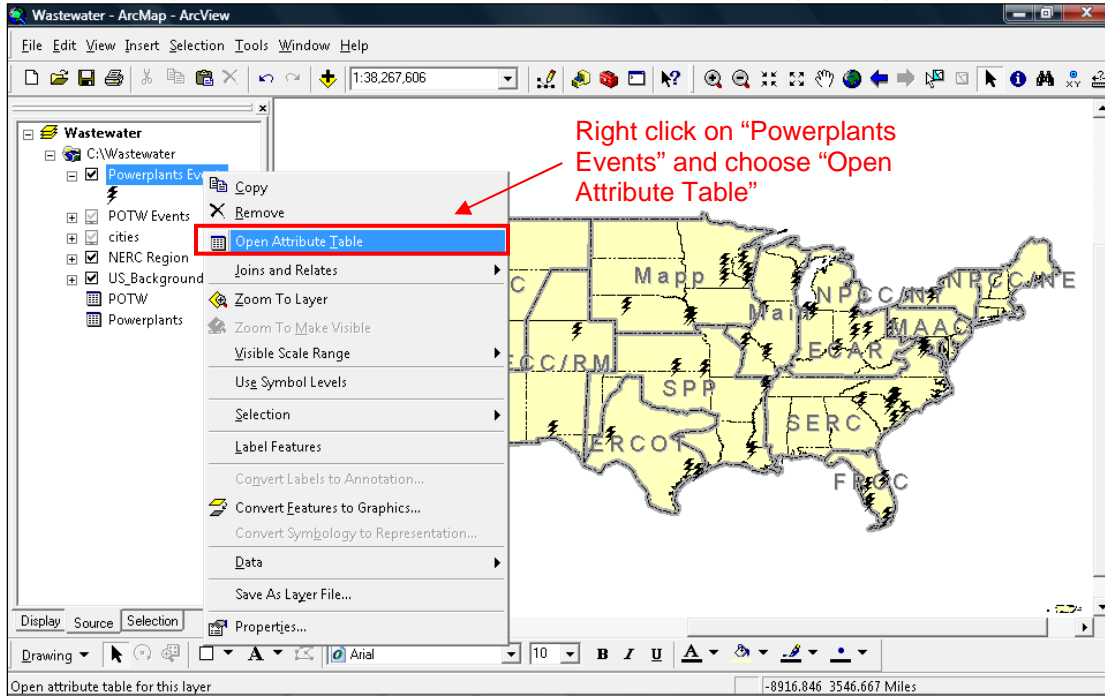 Wastewater - ArcMap - ArcView
File Edit View Insert Selection Tools Window Help
1:38,267,606
Right click on “Powerplants
Events” and choose “Open
Attribute Table”
Wastewater
C:\Wastewater
Powerplants Ev
POTW Events
cities
NERC Region
US_Background
POTW
Powerplants
Copy
Remove
Open Attribute Table
Joins and Relates
Zoom To Layer
Zoom To Make Visible
Visible Scale Range
Use Symbol Levels
Selection
Label Features
Convert Labels to Annotation...
Convert Features to Graphics...
Convert Symbology to Representation...
Data
Save As Layer File...
Properties...
C
Mapp
Main
NPCC/NY
NPCC/NE
MAAC
ECAR
CC/RM
SPP
SERC
ERCOT
FRCC
Display Source Selection
Drawing A Arial 10 B I U A
Open attribute table for this layer
-8916.846 3546.667 Miles